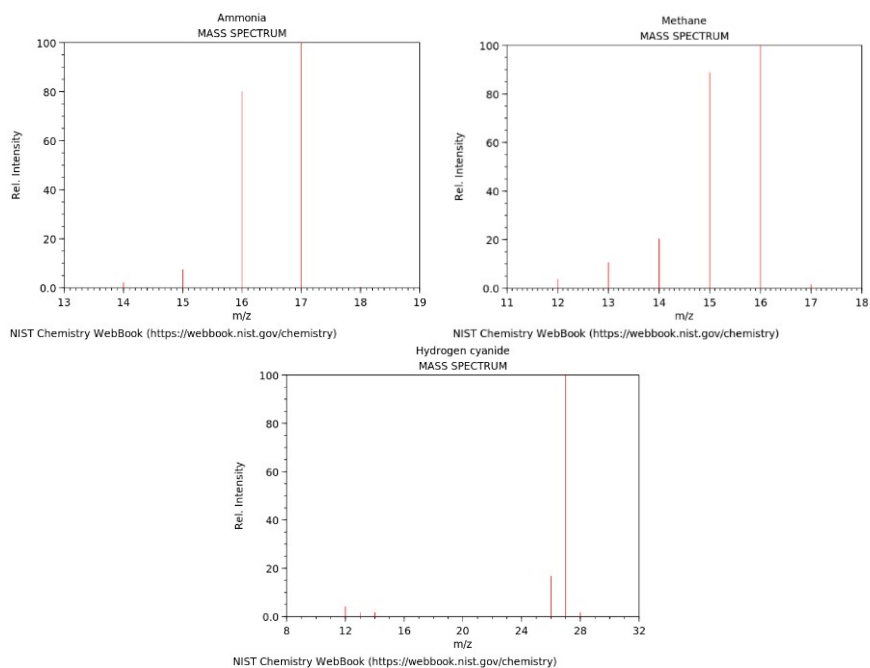 Ammonia
MASS SPECTRUM
100
80
60
40
20
0.0
Rel. Intensity
13 14 15 16 17 18 19
m/z
NIST Chemistry WebBook (https://webbook.nist.gov/chemistry)
Methane
MASS SPECTRUM
100
80
60
40
20
0.0
Rel. Intensity
11 12 13 14 15 16 17 18
m/z
NIST Chemistry WebBook (https://webbook.nist.gov/chemistry)
Hydrogen cyanide
MASS SPECTRUM
100
80
60
40
20
0.0
Rel. Intensity
8 12 16 20 24 28 32
m/z
NIST Chemistry WebBook (https://webbook.nist.gov/chemistry)